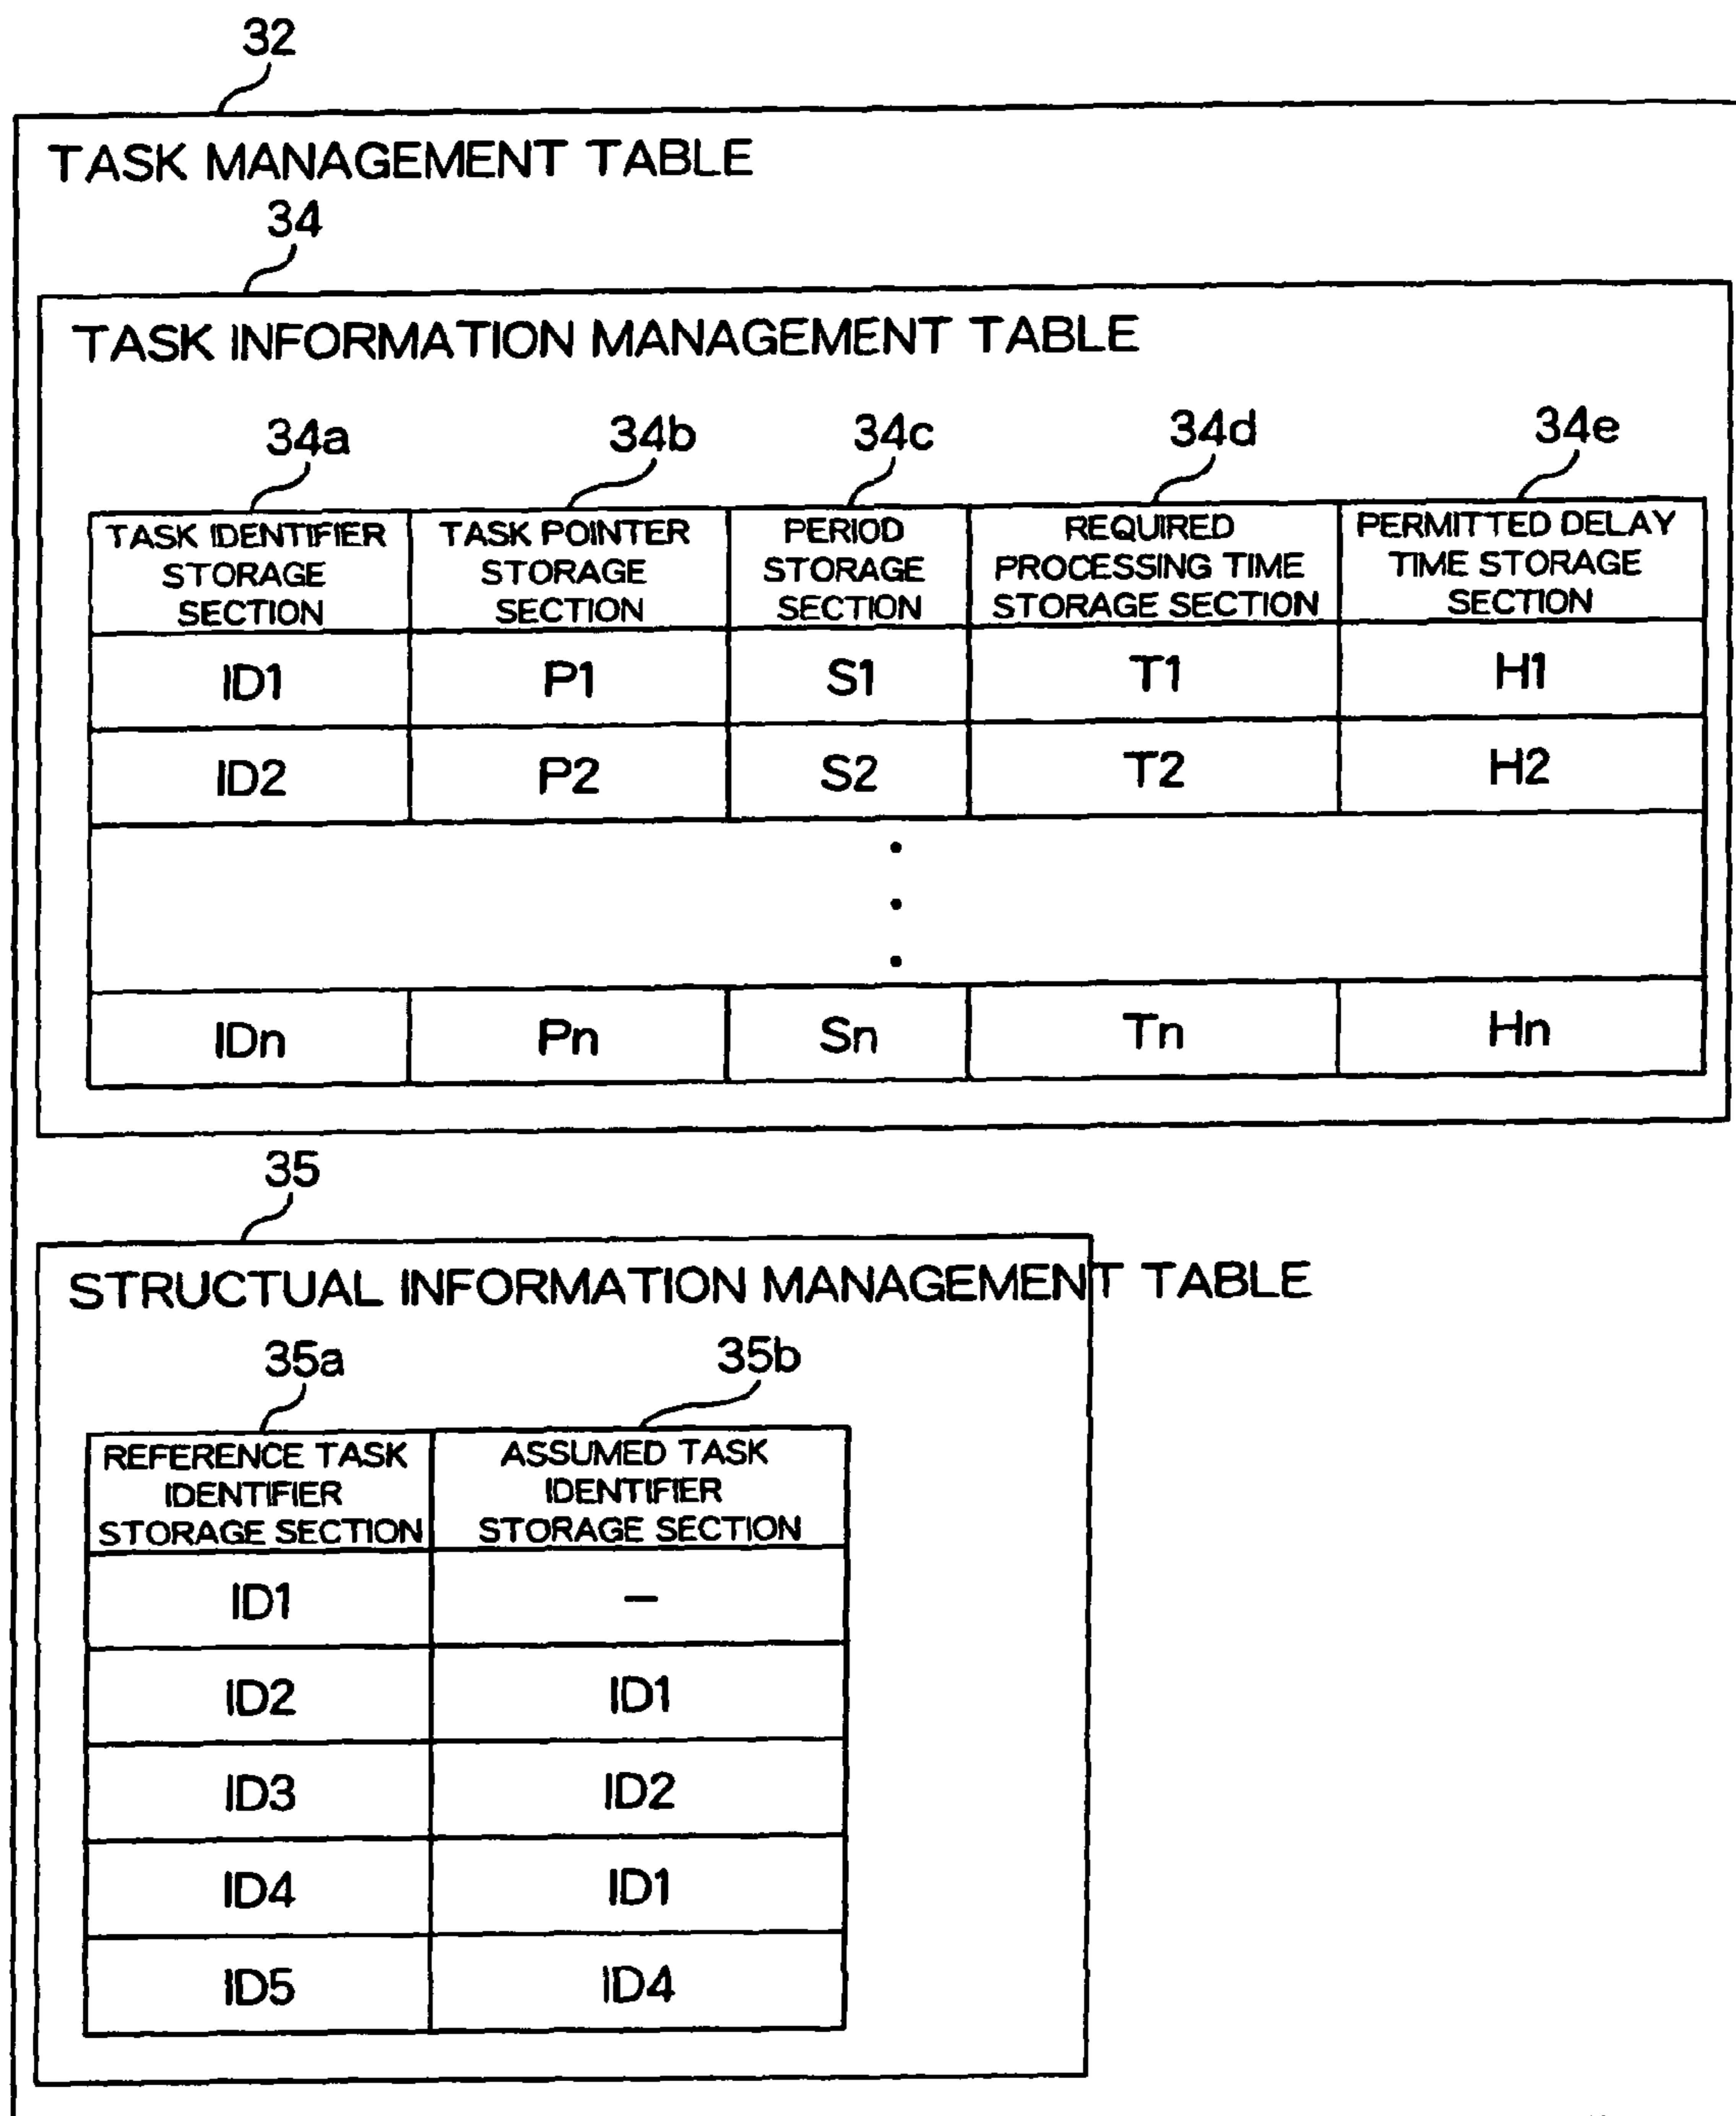 32
TASK MANAGEMENT TABLE
34
TASK INFORMATION MANAGEMENT TABLE
34a 34b 34c 34d 34e
TASK IDENTIFIER STORAGE SECTION TASK POINTER STORAGE SECTION PERIOD STORAGE SECTION REQUIRED PROCESSING TIME STORAGE SECTION PERMITTED DELAY TIME STORAGE SECTION
ID1 P1 S1 T1 H1
ID2 P2 S2 T2 H2
IDn Pn Sn Tn Hn
35
STRUCTUAL INFORMATION MANAGEMENT TABLE
35a 35b
REFERENCE TASK IDENTIFIER STORAGE SECTION ASSUMED TASK IDENTIFIER STORAGE SECTION
ID1 –
ID2 ID1
ID3 ID2
ID4 ID1
ID5 ID4